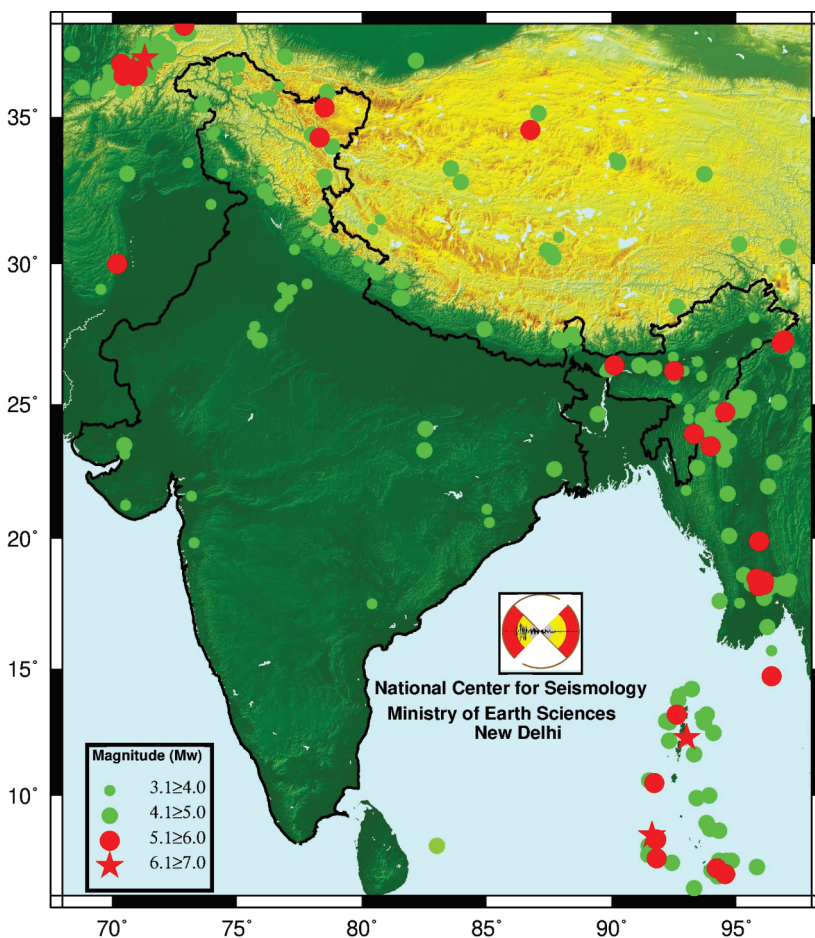 35°
30°
25°
20°
15°
10°
National Center for Seismology
Ministry of Earth Sciences
New Delhi
Magnitude (Mw)
3.1≥4.0
4.1≥5.0
5.1≥6.0
6.1≥7.0
70° 75° 80° 85° 90° 95°